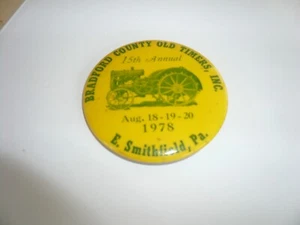 BRADFORD COUNTY OLD TIMERS, INC.
15th Annual
Aug. 18-19-20
1978
E. Smithfield, Pa.